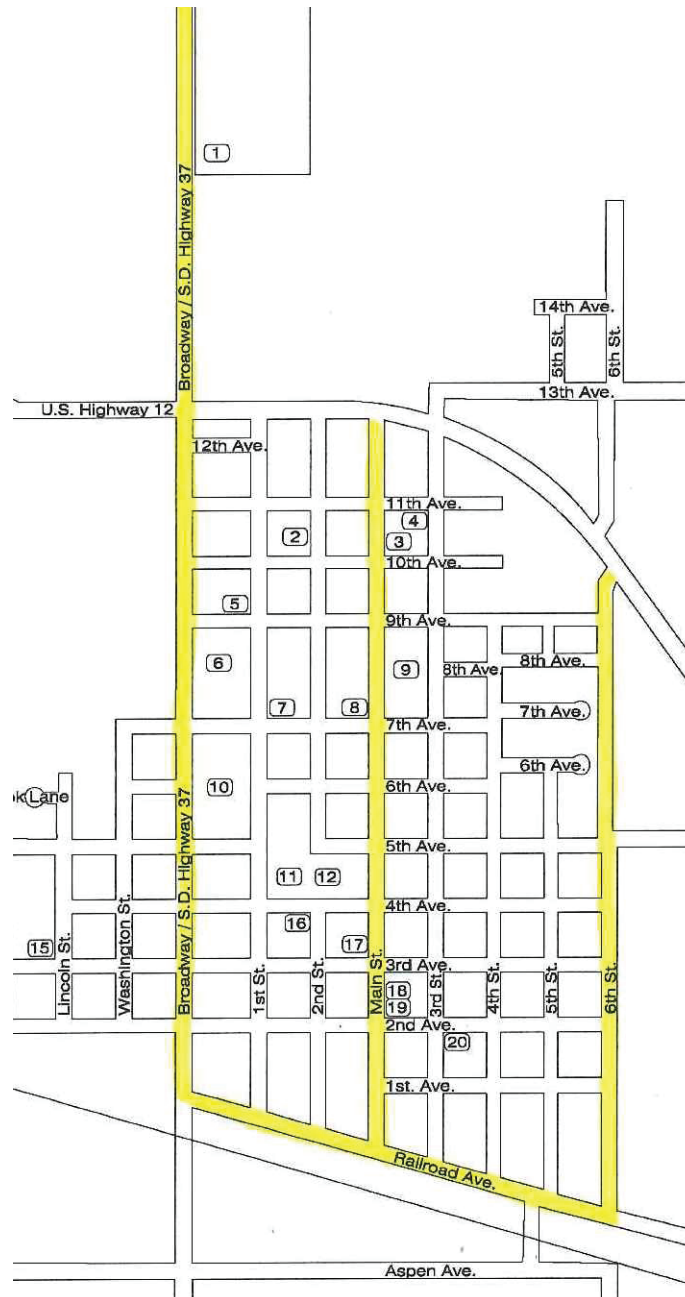 1
Broadway / S.D. Highway 37
14th Ave.
5th St.
6th St.
13th Ave.
U.S. Highway 12
12th Ave.
11th Ave.
4
2
3
10th Ave.
5
9th Ave.
6
9
8th Ave.
8th Ave.
7
8
7th Ave.
7th Ave.
6th Ave.
10
6th Ave.
k Lane
Broadway / S.D. Highway 37
5th Ave.
11
12
4th Ave.
16
17
15
3rd Ave.
Lincoln St.
Washington St.
1st St.
2nd St.
Main St.
3rd St.
4th St.
5th St.
6th St.
18
19
2nd Ave.
20
1st. Ave.
Railroad Ave.
Aspen Ave.